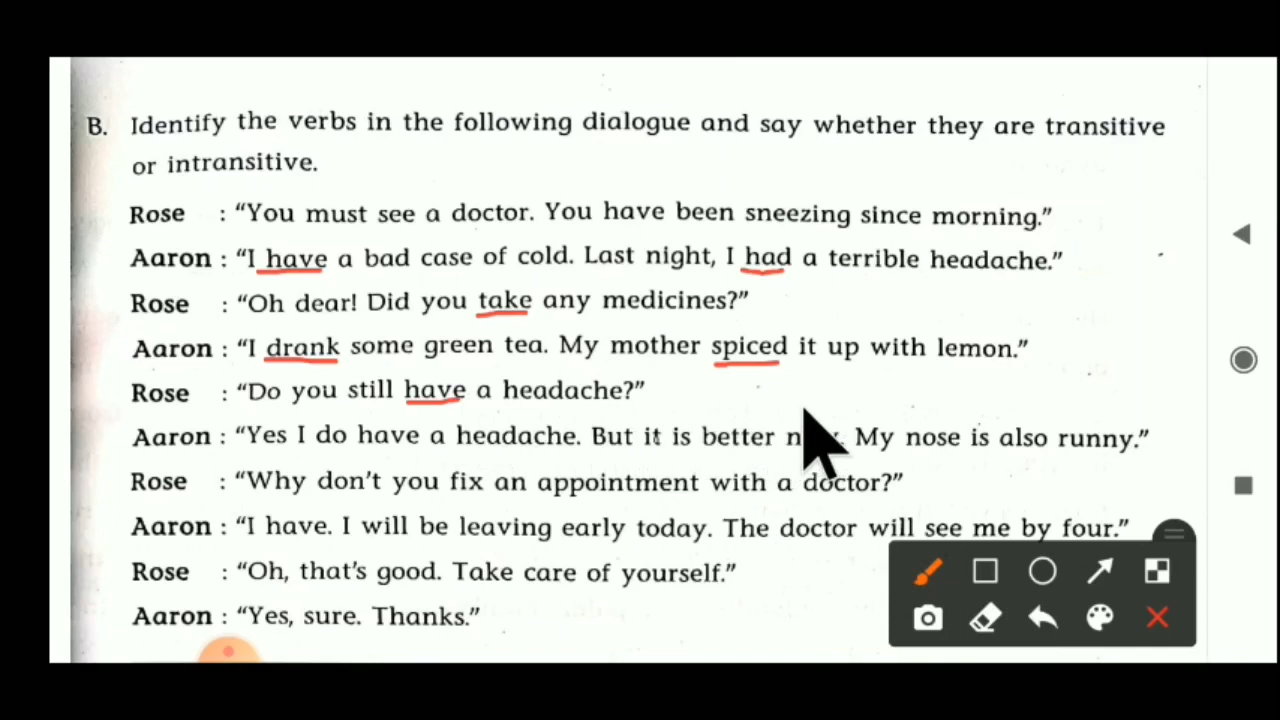 B. Identify the verbs in the following dialogue and say whether they are transitive
or intransitive.
Rose : “You must see a doctor. You have been sneezing since morning.”
Aaron : “I have a bad case of cold. Last night, I had a terrible headache.”
Rose : “Oh dear! Did you take any medicines?”
Aaron : “I drank some green tea. My mother spiced it up with lemon.”
Rose : “Do you still have a headache?”
Aaron : “Yes I do have a headache. But it is better My nose is also runny.”
Rose : “Why don’t you fix an appointment with a doctor?”
Aaron : “I have. I will be leaving early today. The doctor will see me by four.”
Rose : “Oh, that’s good. Take care of yourself.”
Aaron : “Yes, sure. Thanks.”